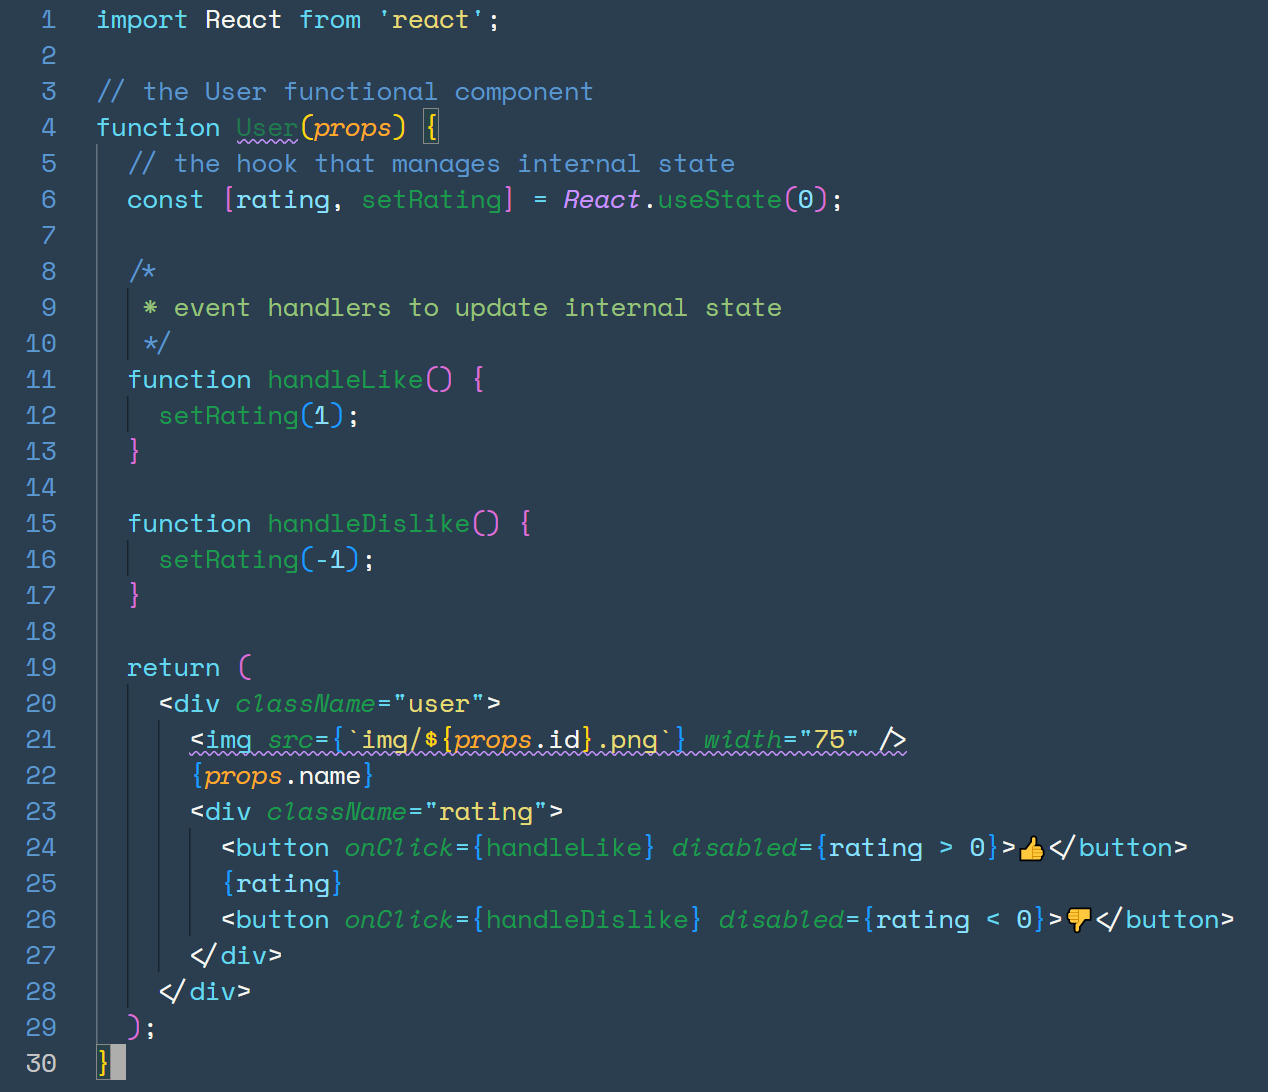 1 import React from 'react';
2
3 // the User functional component
4 function User(props) {
5   // the hook that manages internal state
6   const [rating, setRating] = React.useState(0);
7
8   /*
9    * event handlers to update internal state
10    */
11   function handleLike() {
12     setRating(1);
13   }
14
15   function handleDislike() {
16     setRating(-1);
17   }
18
19   return (
20     <div className="user">
21       <img src={`img/${props.id}.png`} width="75" />
22       {props.name}
23       <div className="rating">
24         <button onClick={handleLike} disabled={rating > 0}>👍</button>
25         {rating}
26         <button onClick={handleDislike} disabled={rating < 0}>👎</button>
27       </div>
28     </div>
29   );
30 }